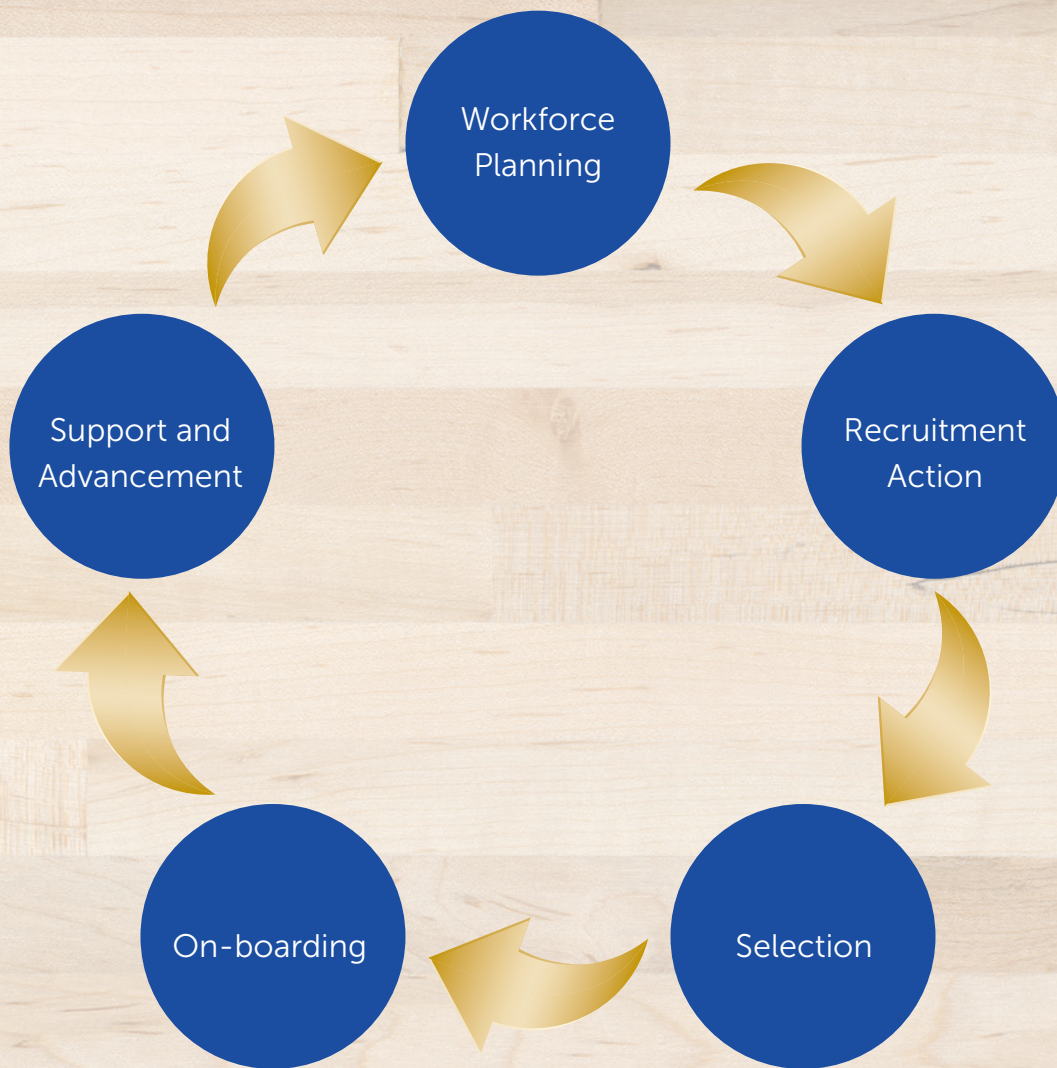 Workforce
Planning
Recruitment
Action
Selection
On-boarding
Support and
Advancement